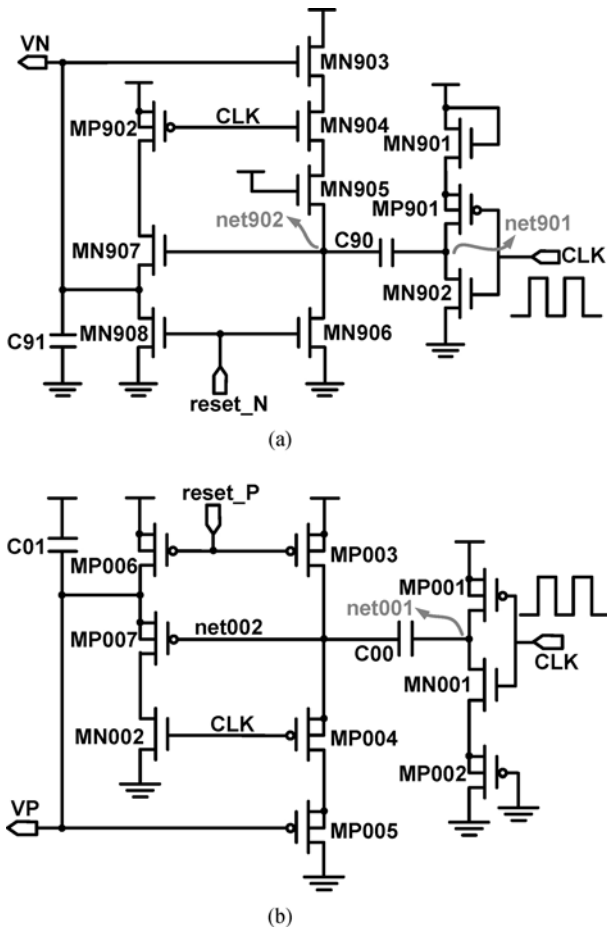 VN
MN903
MP902
CLK
MN904
MN901
MN905
MP901
net902
net901
C90
CLK
MN907
MN902
C91
MN908
MN906
reset_N
(a)
reset_P
C01
MP006
MP003
MP001
net001
MP007
net002
C00
CLK
MN001
MN002
CLK
MP004
MP002
VP
MP005
(b)